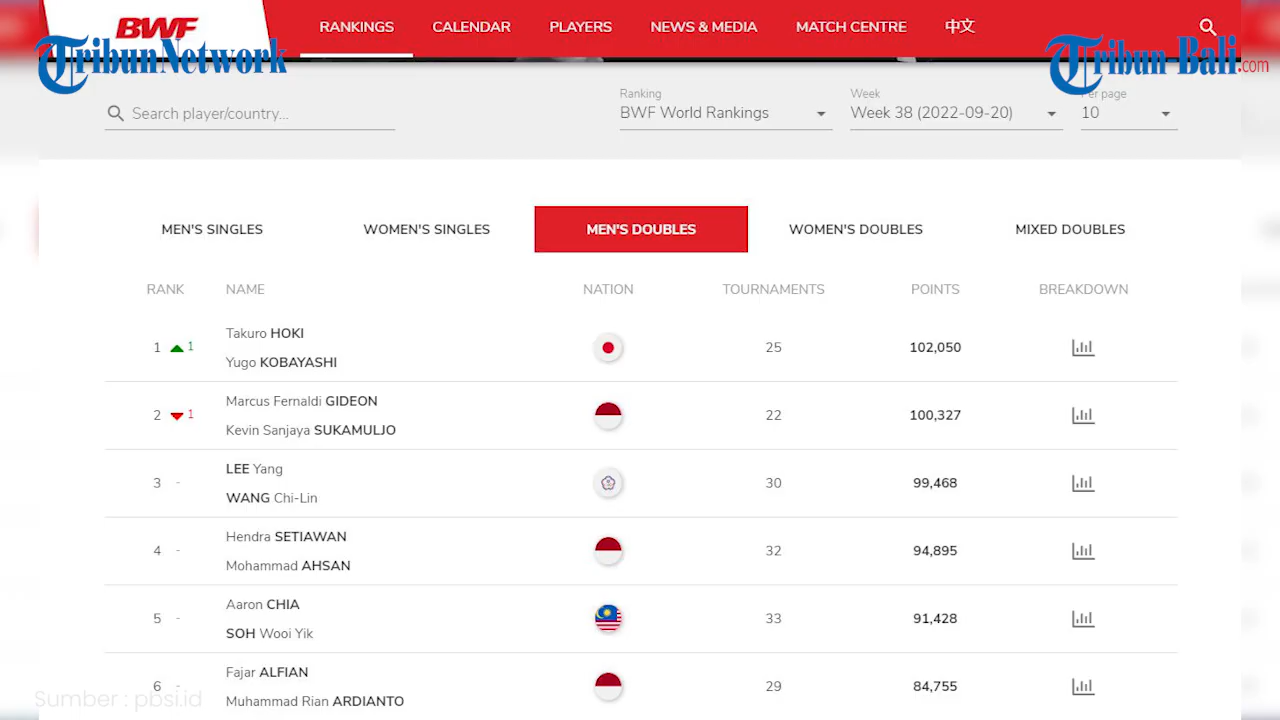 BWF
RANKINGS CALENDAR PLAYERS NEWS & MEDIA MATCH CENTRE 中文
TribunNetwork
Tribun Bali.com
Search player/country...
Ranking
BWF World Rankings
Week
Week 38 (2022-09-20)
Per page
10
MEN'S SINGLES WOMEN'S SINGLES MEN'S DOUBLES WOMEN'S DOUBLES MIXED DOUBLES
RANK NAME NATION TOURNAMENTS POINTS BREAKDOWN
Takuro HOKI
1 1 25 102,050
Yugo KOBAYASHI
Marcus Fernaldi GIDEON
2 1 22 100,327
Kevin Sanjaya SUKAMULJO
LEE Yang
3 - 30 99,468
WANG Chi-Lin
Hendra SETIAWAN
4 - 32 94,895
Mohammad AHSAN
Aaron CHIA
5 - 33 91,428
SOH Wooi Yik
Fajar ALFIAN
6 - 29 84,755
Muhammad Rian ARDIANTO
Sumber : pbsi.id